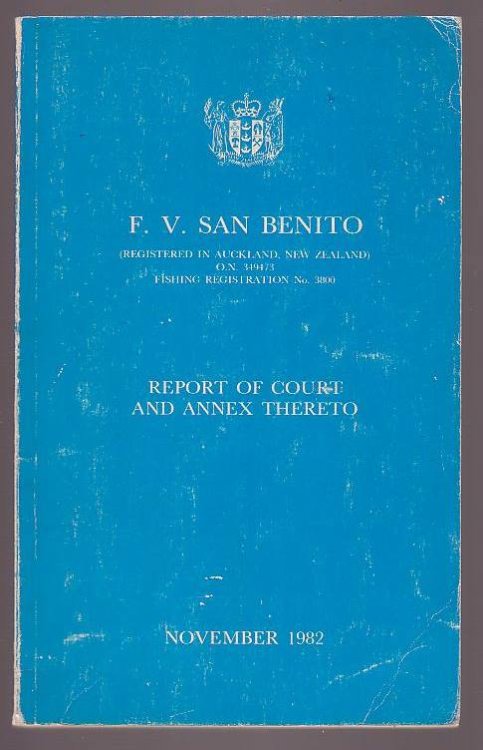 F. V. SAN BENITO
(REGISTERED IN AUCKLAND, NEW ZEALAND)
O.N. 349473
FISHING REGISTRATION No. 3800
REPORT OF COURT
AND ANNEX THERETO
NOVEMBER 1982